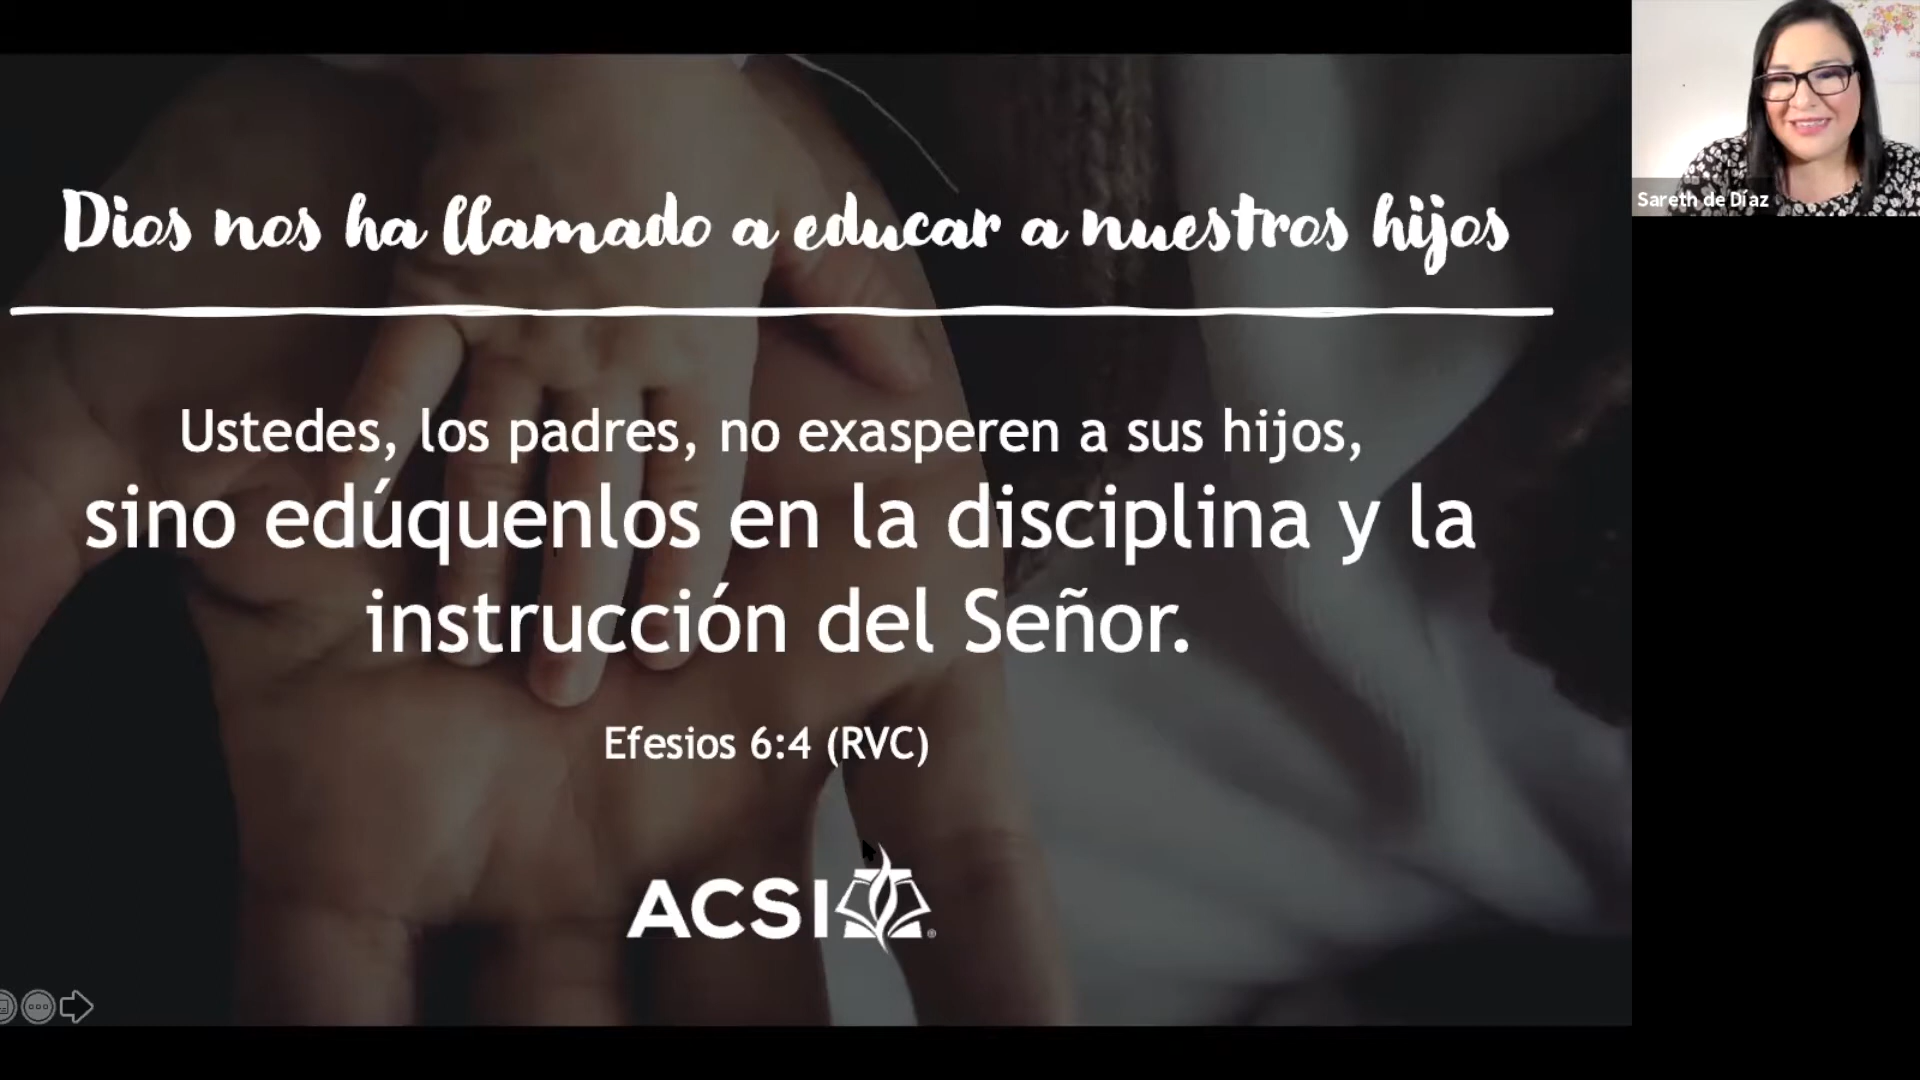 Dios nos ha llamado a educar a nuestros hijos
Ustedes, los padres, no exasperen a sus hijos,
sino edúquenlos en la disciplina y la
instrucción del Señor.
Efesios 6:4 (RVC)
ACSI
Sareth de Díaz